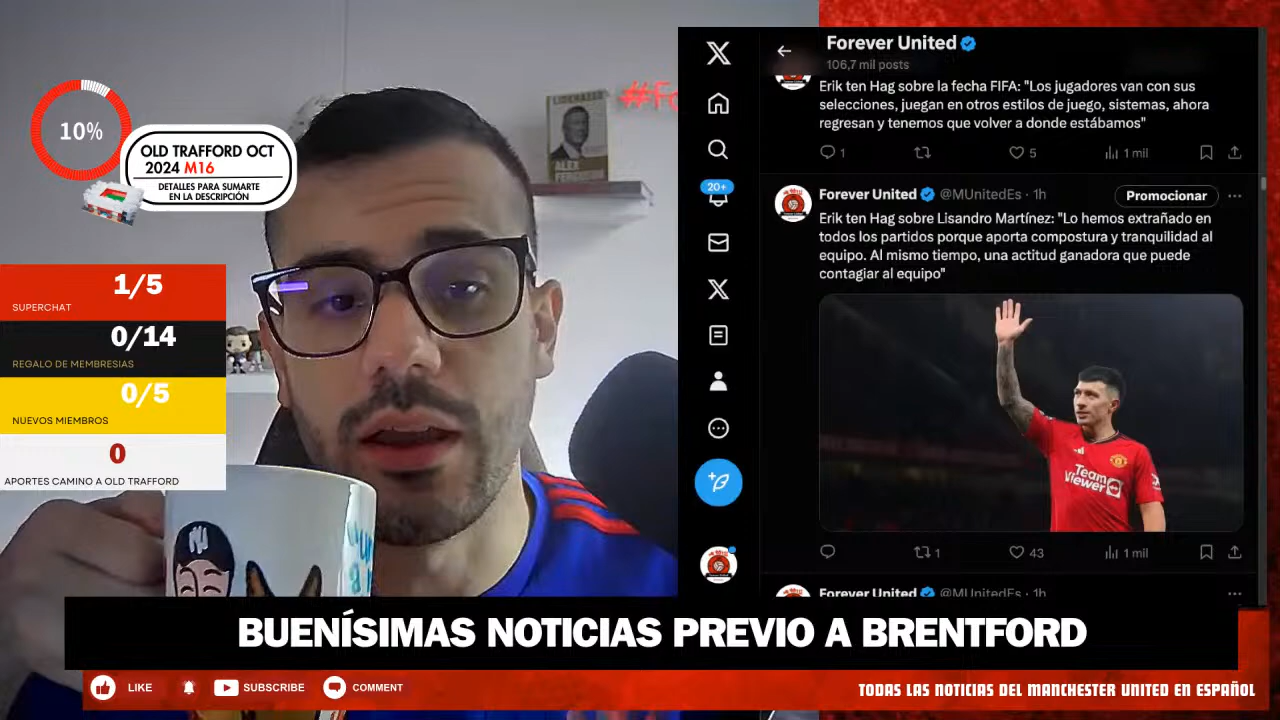 10%
OLD TRAFFORD OCT
2024 M16
DETALLES PARA SUMARTE
EN LA DESCRIPCIÓN
1/5
SUPERCHAT
0/14
REGALO DE MEMBRESIAS
0/5
NUEVOS MIEMBROS
0
APORTES CAMINO A OLD TRAFFORD
LIDERAZGO
ALEX
FERGUSON
20+
Forever United
106,7 mil posts
Erik ten Hag sobre la fecha FIFA: "Los jugadores van con sus
selecciones, juegan en otros estilos de juego, sistemas, ahora
regresan y tenemos que volver a donde estábamos"
1 5 1 mil
Forever United @MUnitedEs · 1h
Promocionar
Erik ten Hag sobre Lisandro Martínez: "Lo hemos extrañado en
todos los partidos porque aporta compostura y tranquilidad al
equipo. Al mismo tiempo, una actitud ganadora que puede
contagiar al equipo"
Team
Viewer
1 43 1 mil
Forever United @MUnitedEs · 1h
BUENÍSIMAS NOTICIAS PREVIO A BRENTFORD
LIKE SUBSCRIBE COMMENT
TODAS LAS NOTICIAS DEL MANCHESTER UNITED EN ESPAÑOL